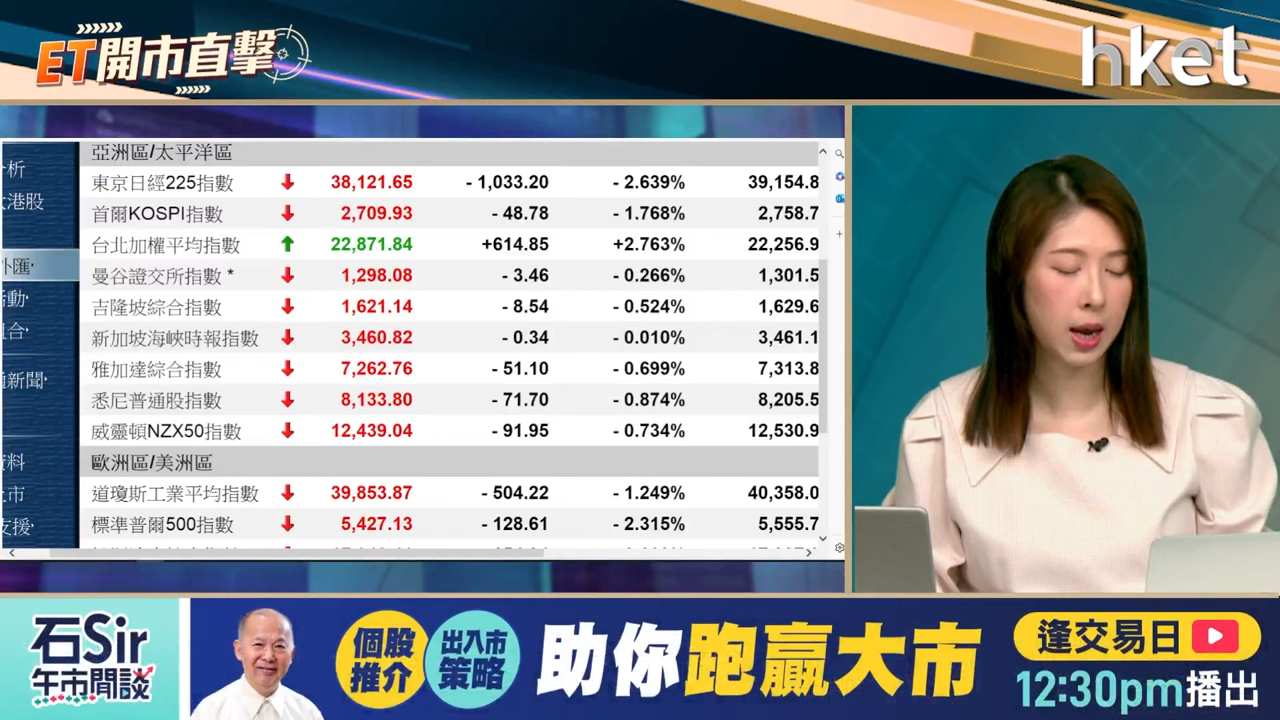 ET開市直擊
hket
亞洲區/太平洋區
東京日經225指數 38,121.65 - 1,033.20 - 2.639% 39,154.8
首爾KOSPI指數 2,709.93 - 48.78 - 1.768% 2,758.7
台北加權平均指數 22,871.84 +614.85 +2.763% 22,256.9
曼谷證交所指數 * 1,298.08 - 3.46 - 0.266% 1,301.5
吉隆坡綜合指數 1,621.14 - 8.54 - 0.524% 1,629.6
新加坡海峽時報指數 3,460.82 - 0.34 - 0.010% 3,461.1
雅加達綜合指數 7,262.76 - 51.10 - 0.699% 7,313.8
悉尼普通股指數 8,133.80 - 71.70 - 0.874% 8,205.5
威靈頓NZX50指數 12,439.04 - 91.95 - 0.734% 12,530.9
歐洲區/美洲區
道瓊斯工業平均指數 39,853.87 - 504.22 - 1.249% 40,358.0
標準普爾500指數 5,427.13 - 128.61 - 2.315% 5,555.7
析
港股
外匯
動
組合
新聞
資料
市
支援
石Sir
午市閒談
個股
推介
出入市
策略
助你跑贏大市
逢交易日
12:30pm播出